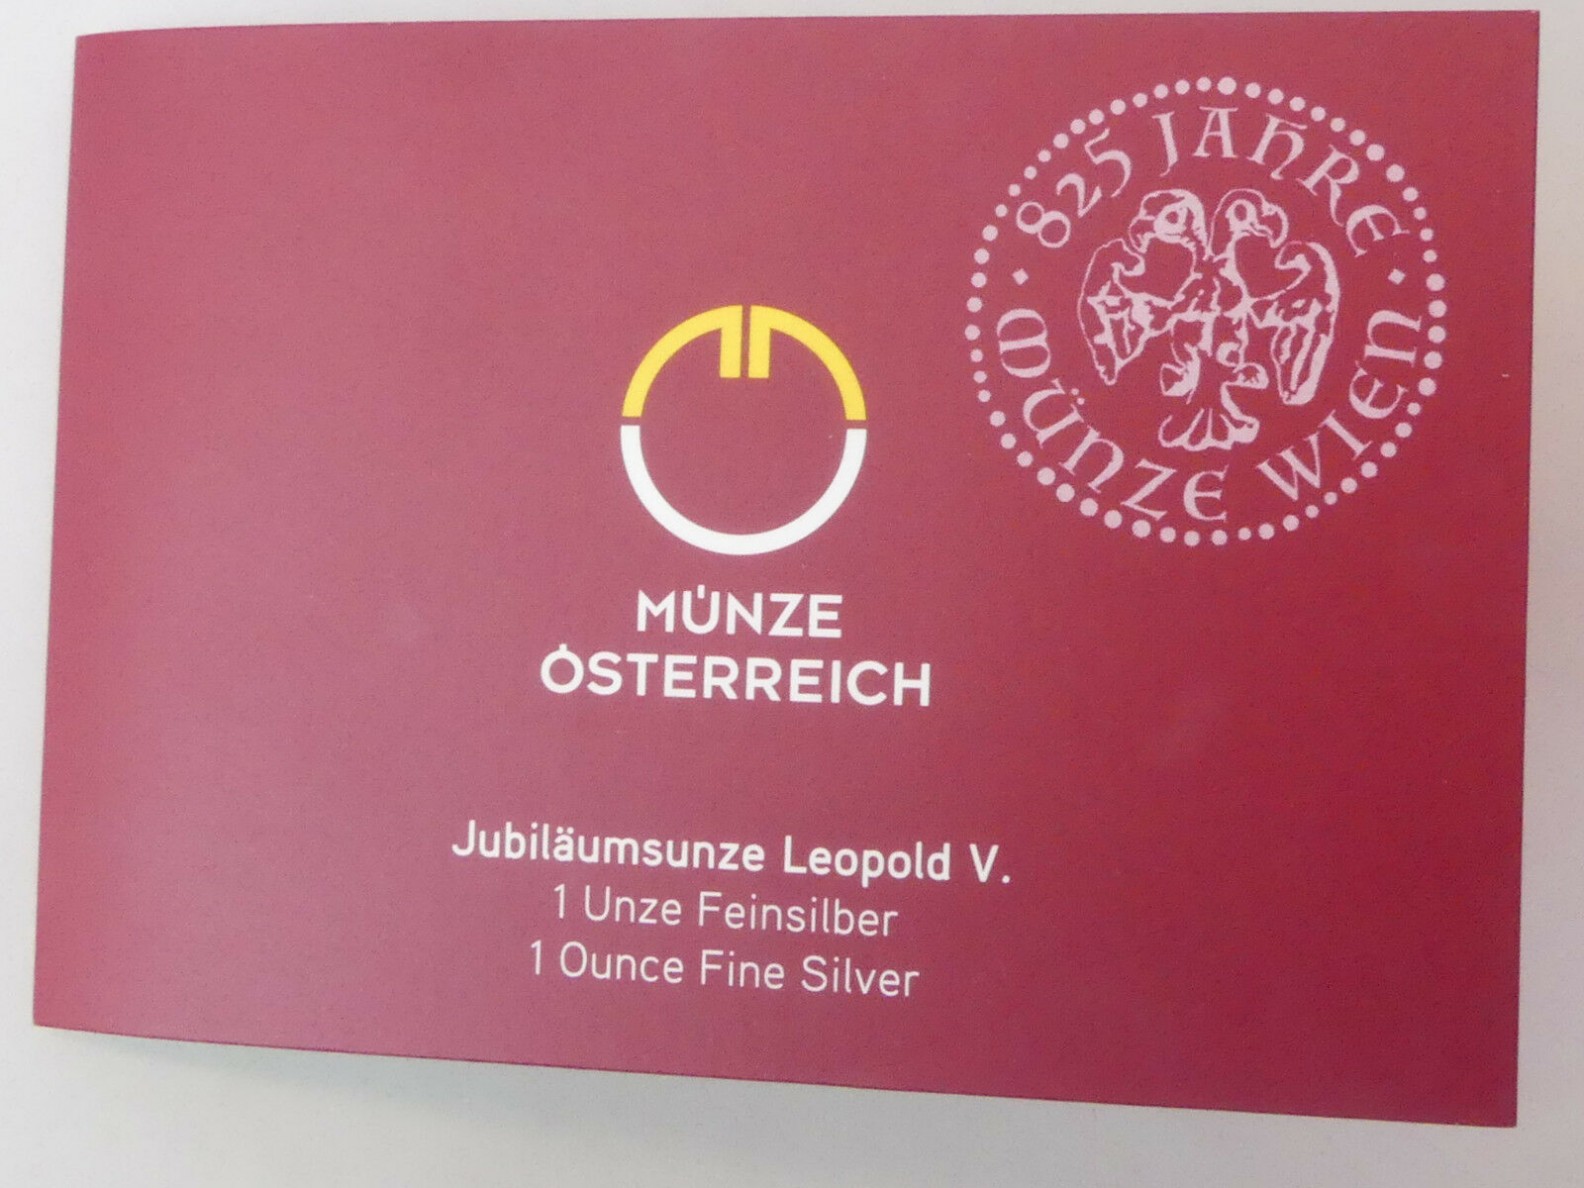 · 825 JAHRE ·
MÜNZE WIEN
MÜNZE
ÖSTERREICH
Jubiläumsunze Leopold V.
1 Unze Feinsilber
1 Ounce Fine Silver